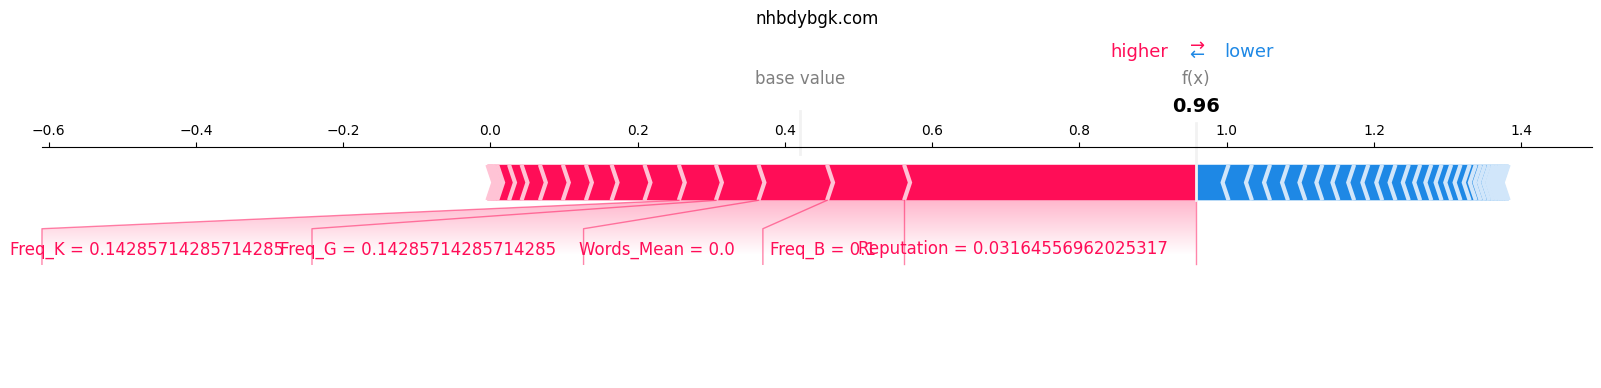 nhbdybgk.com
higher → ← lower
base value f(x)
0.96
−0.6 −0.4 −0.2 0.0 0.2 0.4 0.6 0.8 1.0 1.2 1.4
Freq_K = 0.14285714285714285 Freq_G = 0.14285714285714285 Words_Mean = 0.0 Freq_B = 0.1 Reputation = 0.03164556962025317